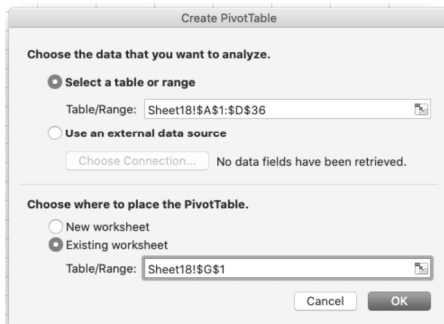 Create PivotTable
Choose the data that you want to analyze.
Select a table or range
Table/Range: Sheet18!$A$1:$D$36
Use an external data source
Choose Connection... No data fields have been retrieved.
Choose where to place the PivotTable.
New worksheet
Existing worksheet
Table/Range: Sheet18!$G$1
Cancel OK